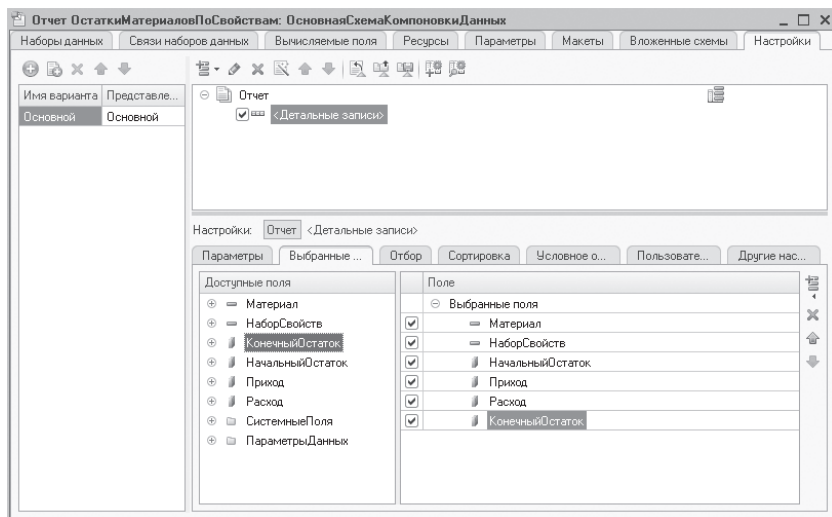 Отчет ОстаткиМатериаловПоСвойствам: ОсновнаяСхемаКомпоновкиДанных
Наборы данных Связи наборов данных Вычисляемые поля Ресурсы Параметры Макеты Вложенные схемы Настройки
Имя варианта Представле...
Основной Основной
Отчет
<Детальные записи>
Настройки: Отчет <Детальные записи>
Параметры Выбранные ... Отбор Сортировка Условное о... Пользовате... Другие нас...
Доступные поля
Материал
НаборСвойств
КонечныйОстаток
НачальныйОстаток
Приход
Расход
СистемныеПоля
ПараметрыДанных
Поле
Выбранные поля
Материал
НаборСвойств
НачальныйОстаток
Приход
Расход
КонечныйОстаток